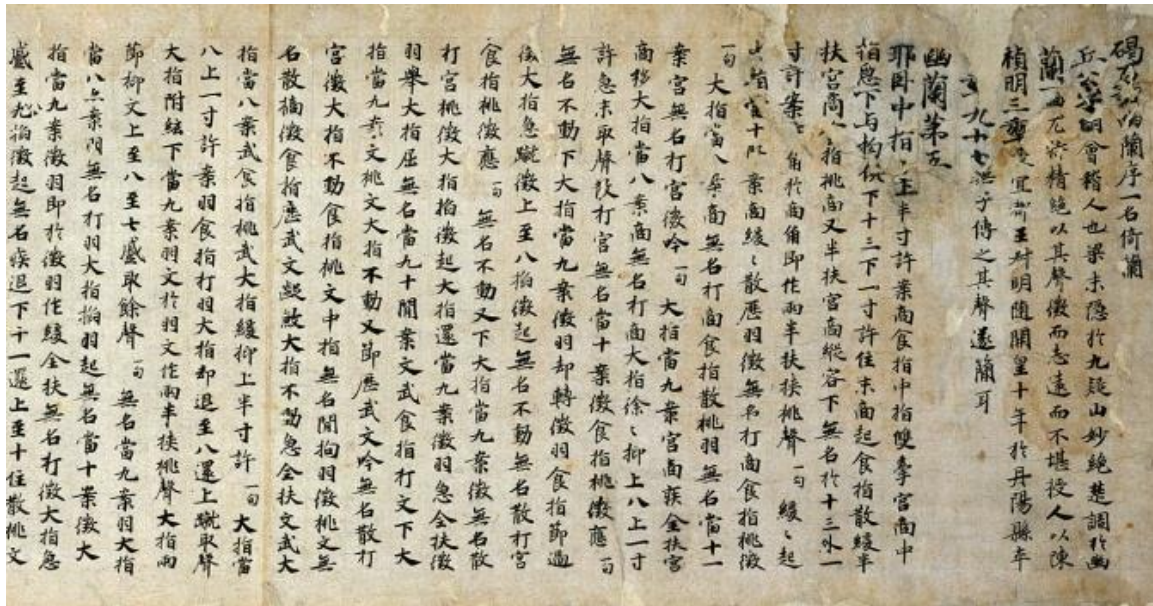 碣石調幽蘭序一名倚蘭
丘公字明會稽人也梁末隱於九疑山妙絕楚調於幽
蘭一曲尤特精絕以其聲微而志遠而不堪授人以陳
禎明三年授宜都王叔明隨開皇十年於丹陽縣卒
九十七無子傳之其聲遂簡耳
幽蘭第五
耶卧中指上半寸許案商食指中指雙牽宮商中
指急下与拘俱下十三下一寸許住末商起食指散緩半
扶宮商食指挑商又半扶宮商縱容下無名於十三外一
寸許案商角於商角即作兩半扶挾挑聲一句緩〻起
指當十案商緩〻散歷羽徵無名打商食指挑徵
一句大指當八案商無名打商食指散挑羽無名當十一
案宮無名打宮徵吟一句大指當九案宮商疾全扶宮
商移大指當八案商無名打商大指徐〻抑上八上一寸
許急末取聲散打宮無名當十案徵食指挑徵應一句
無名不動下大指當九案徵羽却轉徵羽食指節過
後大指急蹴徵上至八掐徵起無名不動無名散打宮
食指挑徵應一句無名不動又下大指當九案徵無名散
打宮挑徵大指掐徵起大指還當九案徵羽急全扶徵
羽舉大指屈無名當九十間案文武食指打文下大
指當九案文挑文大指不動又節歷武文吟無名散打
宮徵大指不動食指挑文中指無名間拘羽徵挑文無
名散摘徵食指歷武文蹙鼓大指不動急全扶文武大
指當八案武食指挑武大指緩抑上半寸許一句大指當
八上一寸許案羽食指打羽大指却退至八還上蹴取聲
大指附絃下當九案羽文於羽文作兩半挾挑聲大指兩
節抑文上至八至七蹙取餘聲一句無名當九案羽大指
當八上案羽無名打羽大指掐羽起無名當十案徵大
指當九案徵羽即於徵羽作緩全扶無名打徵大指急
蹙至八掐徵起無名疾退下十一還上至十住散挑文